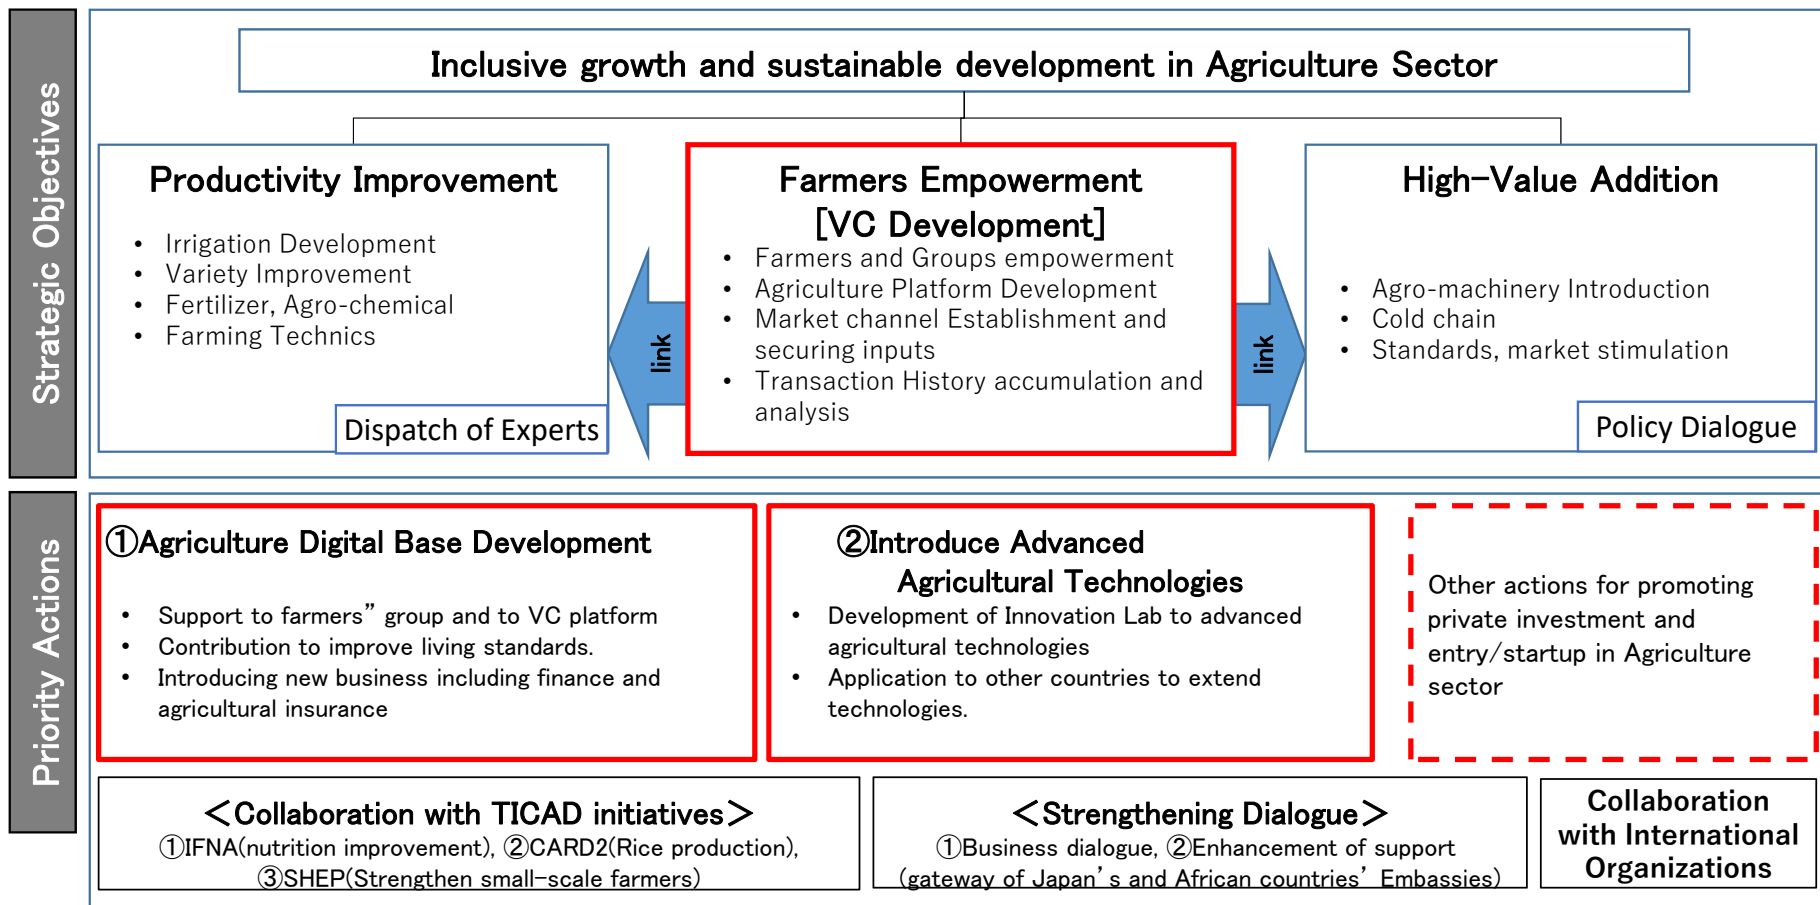 Strategic Objectives
Inclusive growth and sustainable development in Agriculture Sector
Productivity Improvement
• Irrigation Development
• Variety Improvement
• Fertilizer, Agro-chemical
• Farming Technics
Dispatch of Experts
link
Farmers Empowerment
[VC Development]
• Farmers and Groups empowerment
• Agriculture Platform Development
• Market channel Establishment and
securing inputs
• Transaction History accumulation and
analysis
link
High-Value Addition
• Agro-machinery Introduction
• Cold chain
• Standards, market stimulation
Policy Dialogue
Priority Actions
①Agriculture Digital Base Development
• Support to farmers” group and to VC platform
• Contribution to improve living standards.
• Introducing new business including finance and
agricultural insurance
②Introduce Advanced
Agricultural Technologies
• Development of Innovation Lab to advanced
agricultural technologies
• Application to other countries to extend
technologies.
Other actions for promoting
private investment and
entry/startup in Agriculture
sector
＜Collaboration with TICAD initiatives＞
①IFNA(nutrition improvement), ②CARD2(Rice production),
③SHEP(Strengthen small-scale farmers)
＜Strengthening Dialogue＞
①Business dialogue, ②Enhancement of support
(gateway of Japan’s and African countries’ Embassies)
Collaboration
with International
Organizations